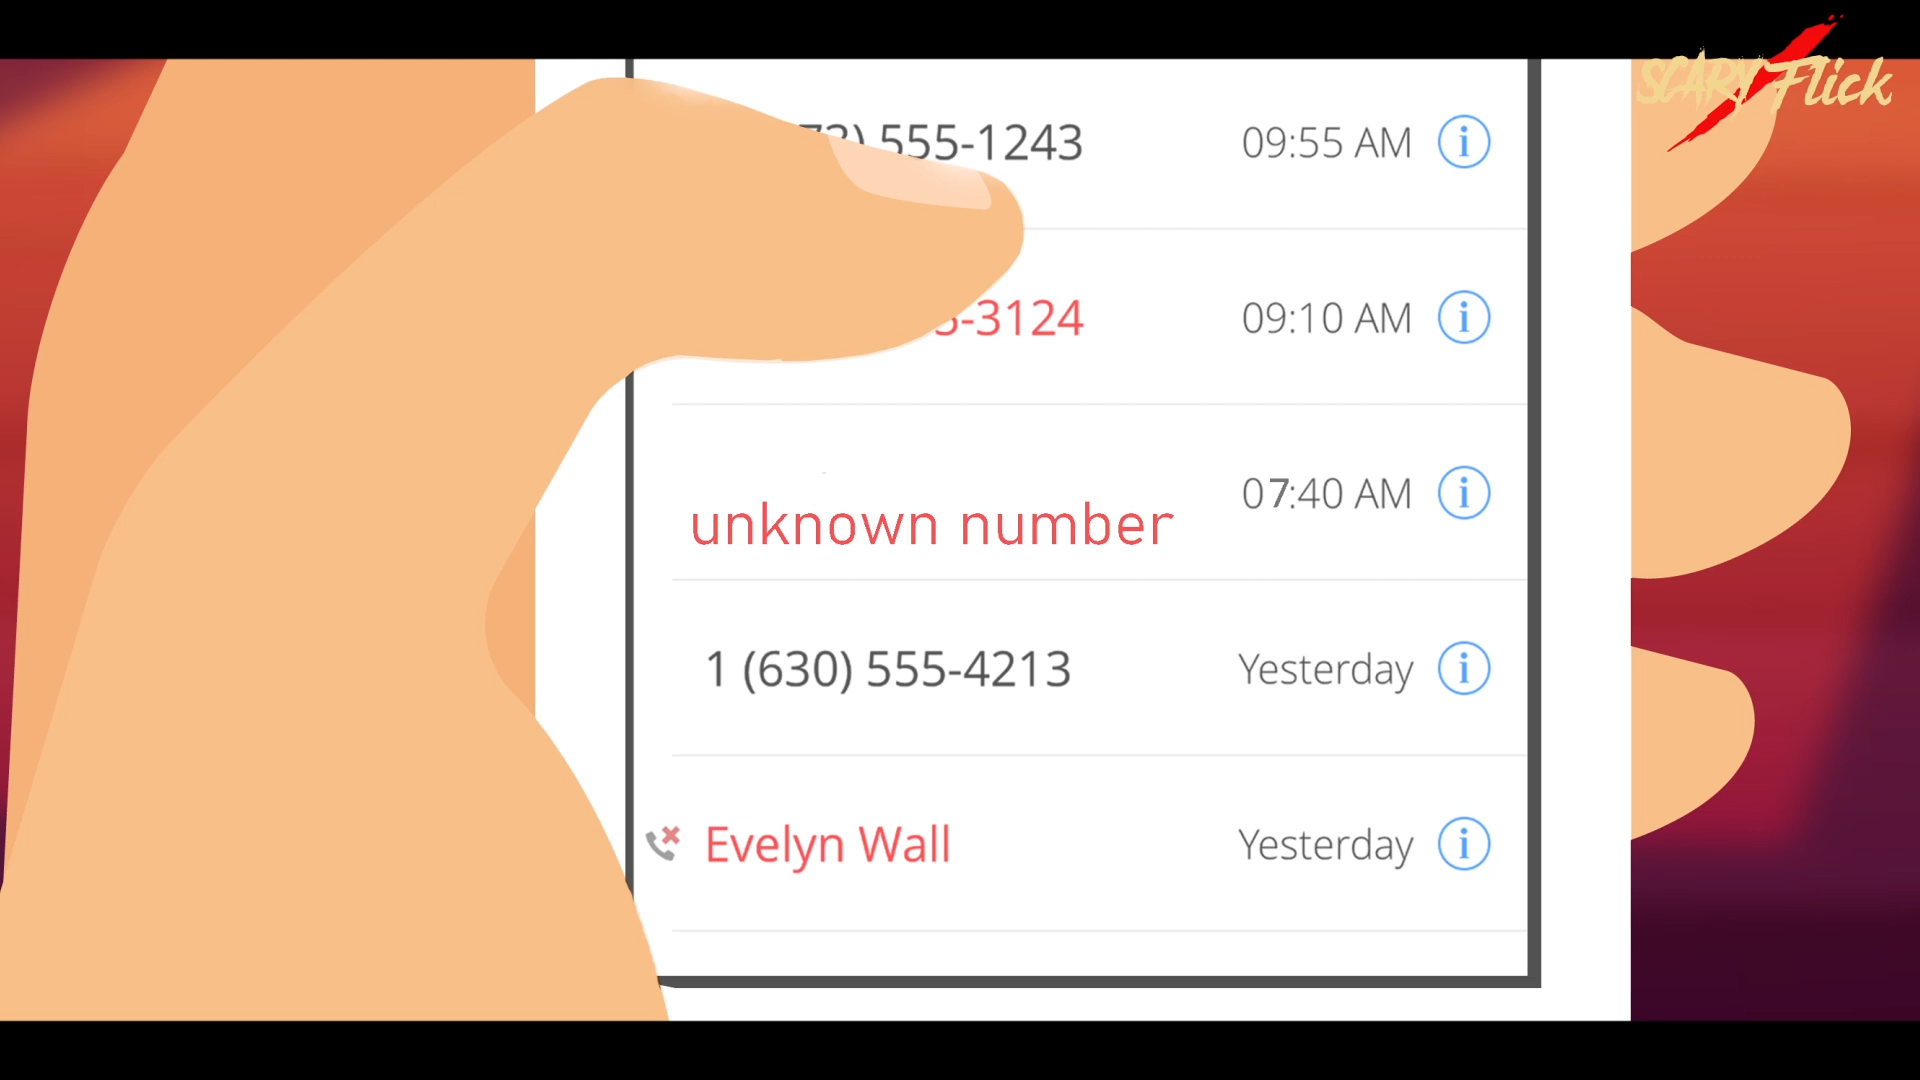 SCARY Flick
555-1243 09:55 AM
-3124 09:10 AM
07:40 AM
unknown number
1 (630) 555-4213 Yesterday
Evelyn Wall Yesterday